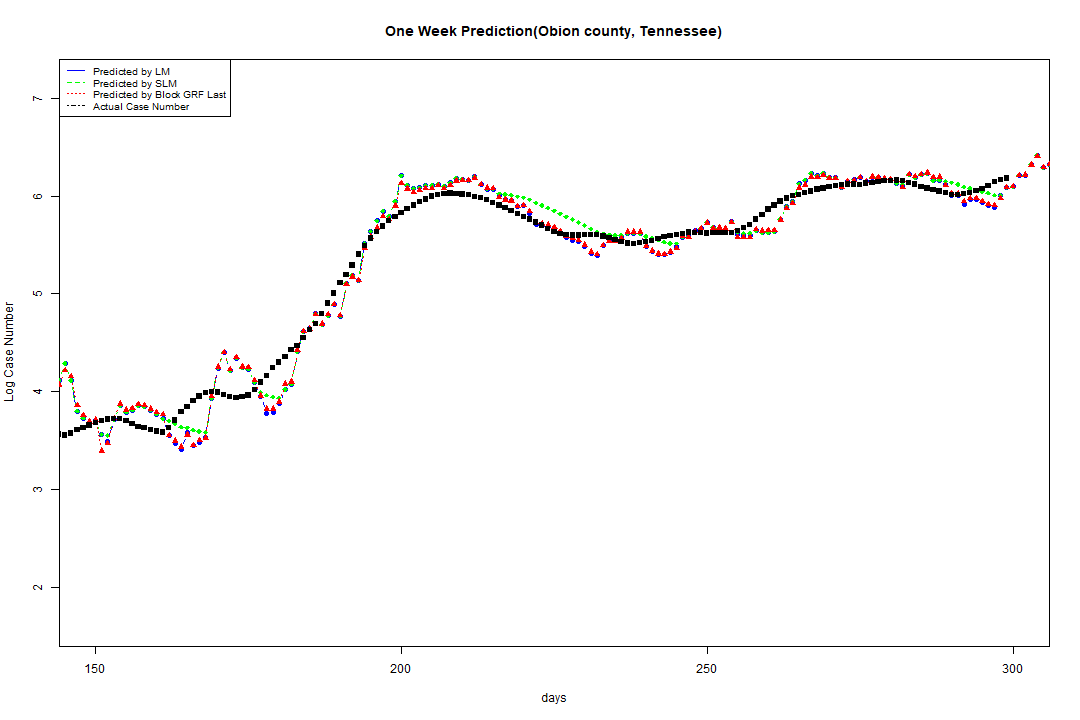 One Week Prediction(Obion county, Tennessee)
Predicted by LM
Predicted by SLM
Predicted by Block GRF Last
Actual Case Number
7
6
5
4
3
2
Log Case Number
150
200
250
300
days